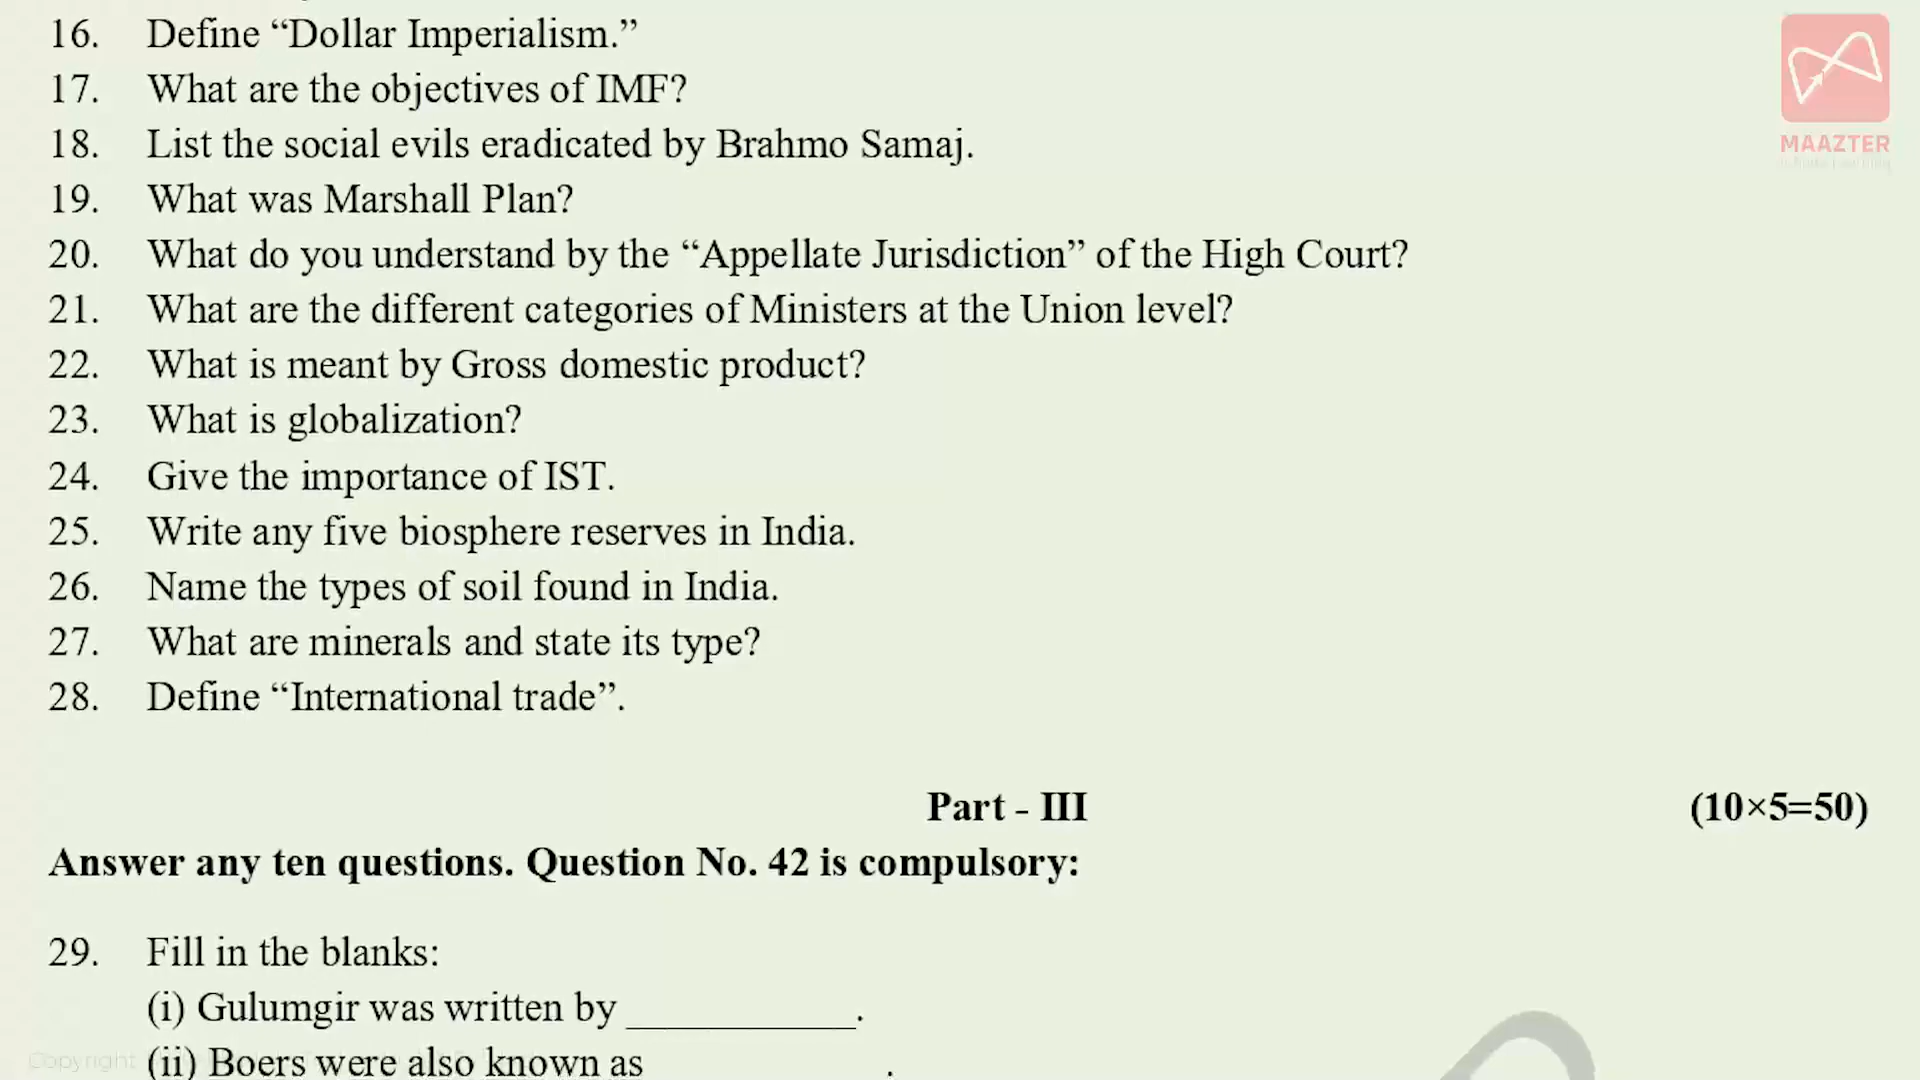 16. Define “Dollar Imperialism.”
17. What are the objectives of IMF?
18. List the social evils eradicated by Brahmo Samaj.
19. What was Marshall Plan?
20. What do you understand by the “Appellate Jurisdiction” of the High Court?
21. What are the different categories of Ministers at the Union level?
22. What is meant by Gross domestic product?
23. What is globalization?
24. Give the importance of IST.
25. Write any five biosphere reserves in India.
26. Name the types of soil found in India.
27. What are minerals and state its type?
28. Define “International trade”.
Part - III (10×5=50)
Answer any ten questions. Question No. 42 is compulsory:
29. Fill in the blanks:
(i) Gulumgir was written by ___________.
(ii) Boers were also known as ___________.
MAAZTER
Copyright